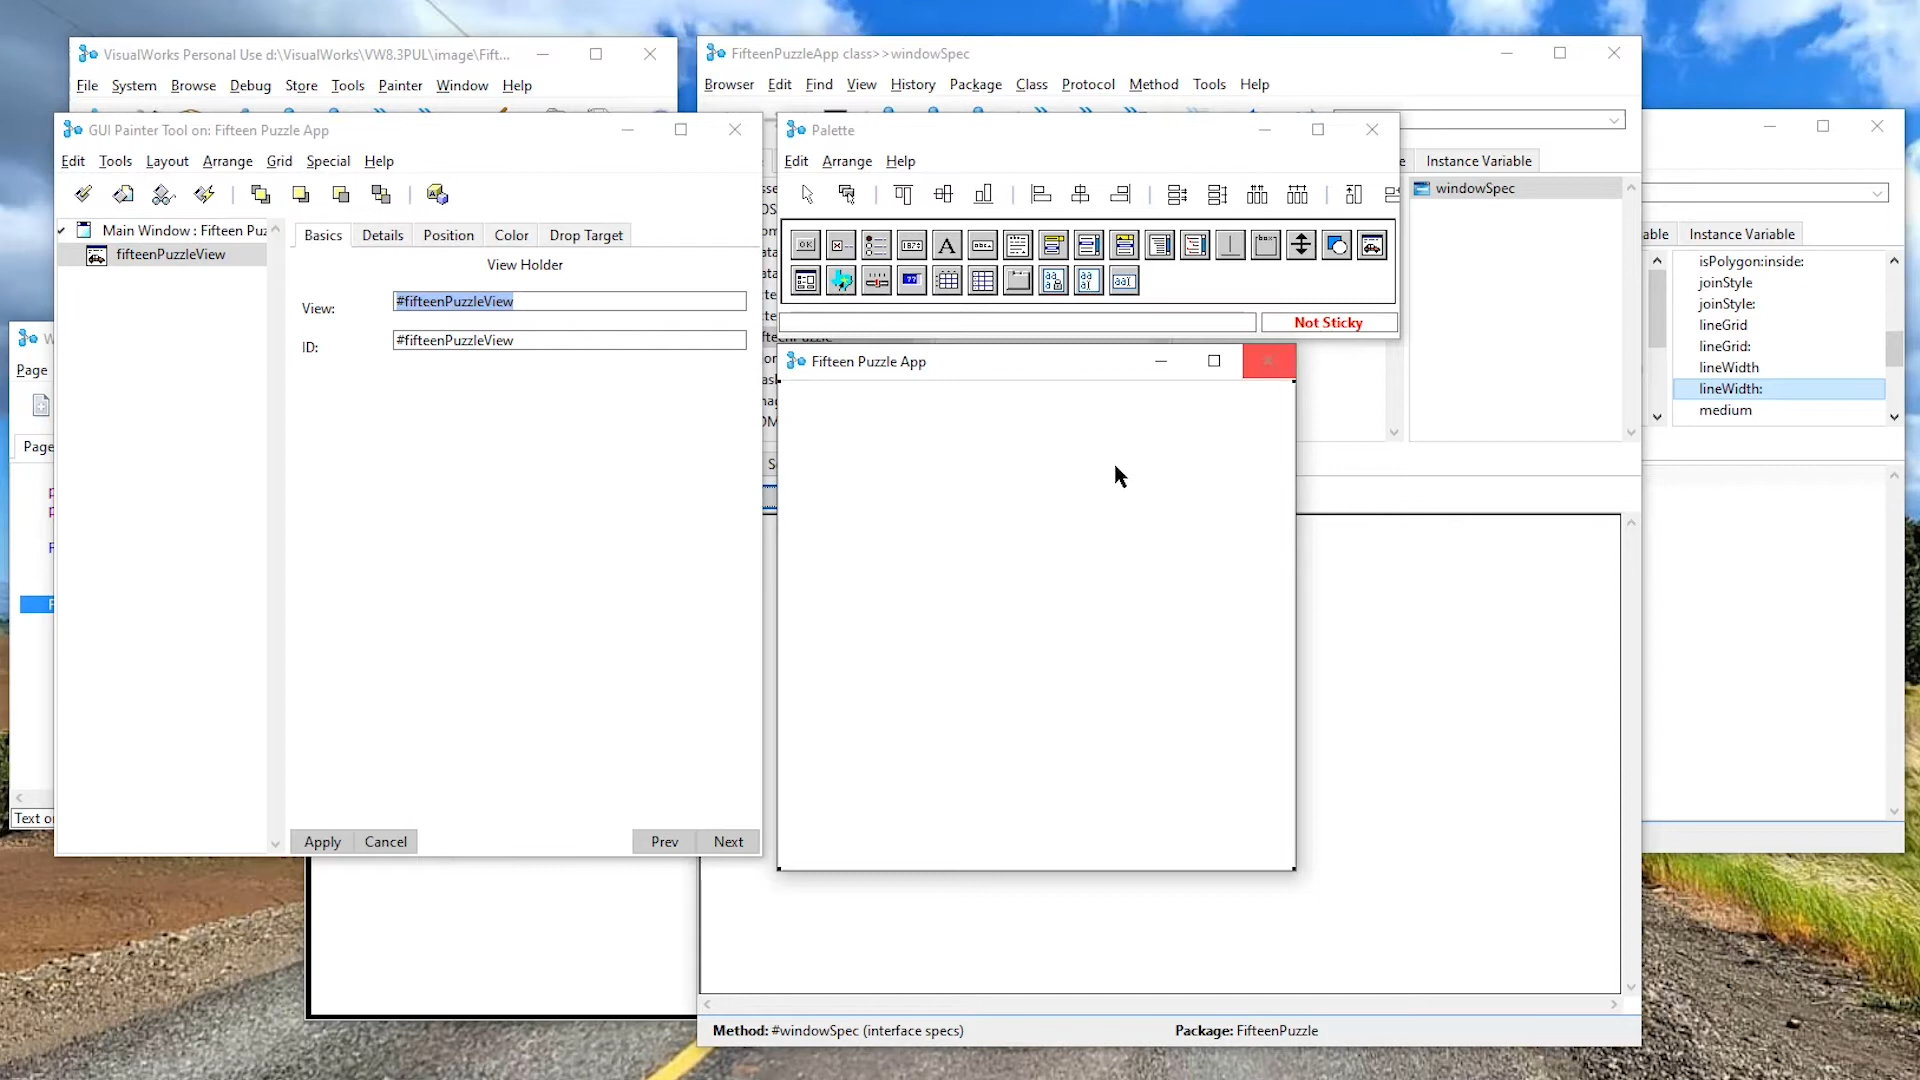 VisualWorks Personal Use d:\VisualWorks\VW8.3PUL\image\Fift...
File System Browse Debug Store Tools Painter Window Help
FifteenPuzzleApp class>>windowSpec
Browser Edit Find View History Package Class Protocol Method Tools Help
GUI Painter Tool on: Fifteen Puzzle App
Edit Tools Layout Arrange Grid Special Help
Main Window : Fifteen Puz
fifteenPuzzleView
Basics Details Position Color Drop Target
View Holder
View: #fifteenPuzzleView
ID: #fifteenPuzzleView
Apply Cancel Prev Next
Palette
Edit Arrange Help
Not Sticky
Fifteen Puzzle App
Instance Variable
windowSpec
able Instance Variable
isPolygon:inside:
joinStyle
joinStyle:
lineGrid
lineGrid:
lineWidth
lineWidth:
medium
Page
Page
Text o
Method: #windowSpec (interface specs) Package: FifteenPuzzle